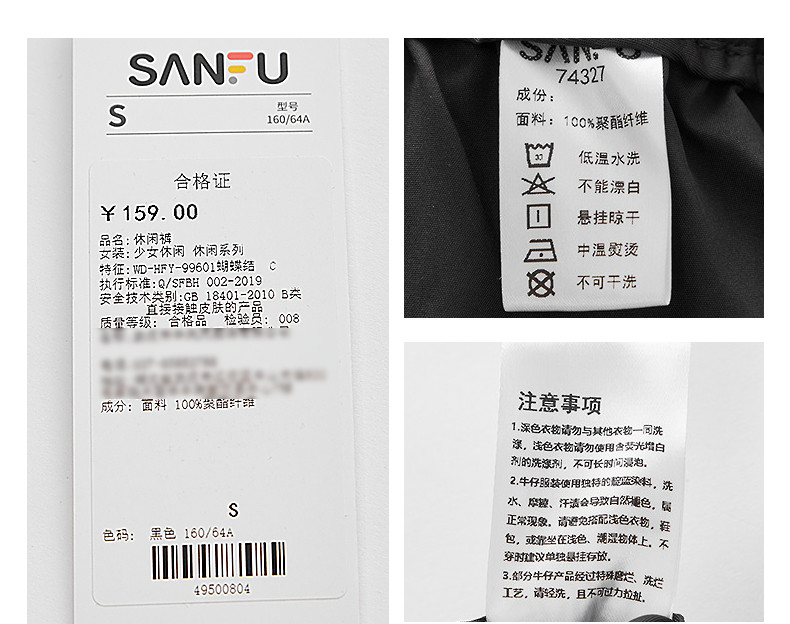 SANFU
S
型号
160/64A
合格证
￥159.00
品名:休闲裤
女装:少女休闲 休闲系列
特征:WD-HFY-99601蝴蝶结 C
执行标准:Q/SFBH 002-2019
安全技术类别:GB 18401-2010 B类
直接接触皮肤的产品
质量等级: 合格品 检验员: 008
成份: 面料 100%聚酯纤维
S
色码: 黑色 160/64A
49500804
SANFU
74327
成份:
面料: 100%聚酯纤维
低温水洗
不能漂白
悬挂晾干
中温熨烫
不可干洗
注意事项
1.深色衣物请勿与其他衣物一同洗
涤，浅色衣物请勿使用含荧光增白
剂的洗涤剂，不可长时间浸泡。
2.牛仔服装使用独特的靛蓝染料，洗
水、摩擦、汗渍会导致自然褪色，属
正常现象。请避免搭配浅色衣物，鞋
包，或靠坐在浅色、潮湿物体上。不
穿时建议单独悬挂存放。
3.部分牛仔产品经过特殊磨烂、洗烂
工艺，请轻洗，且不可过力拉扯。